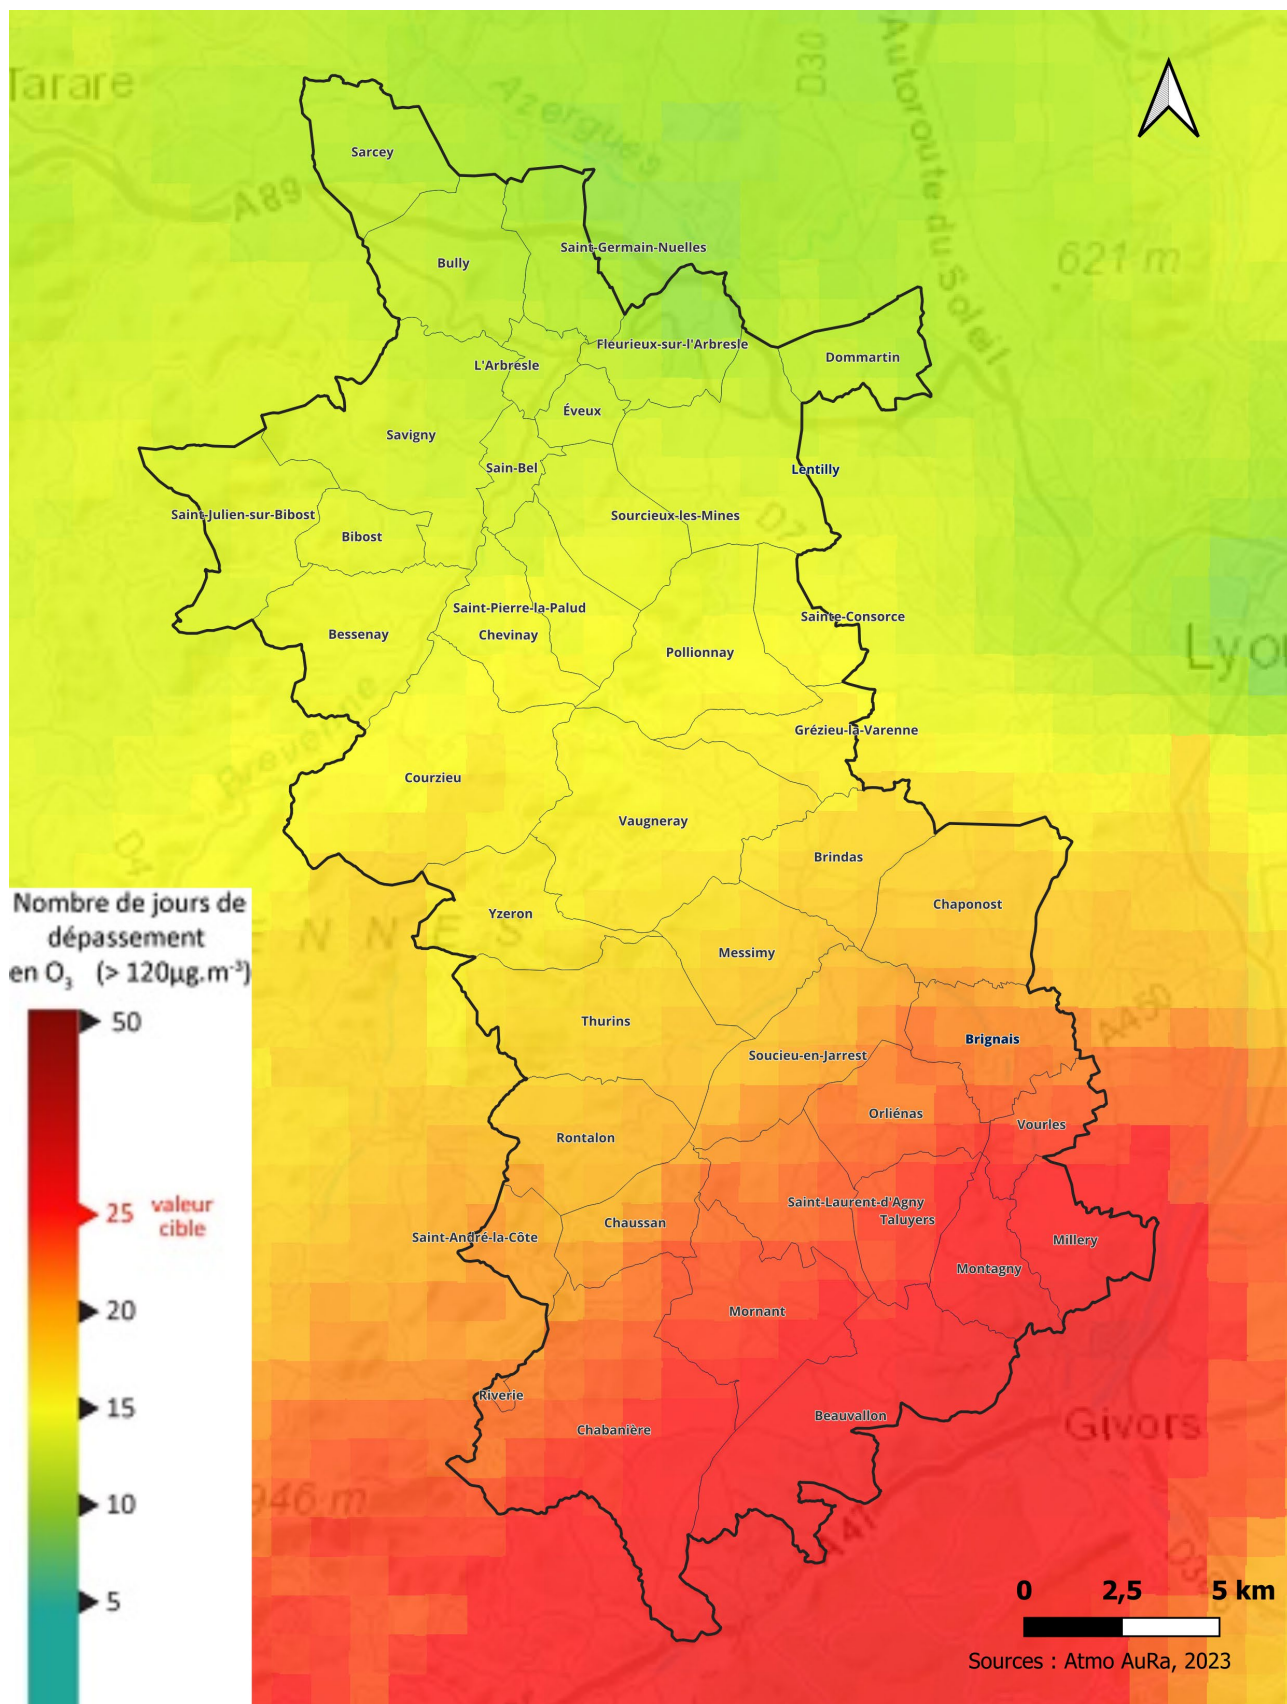 Tarare
D30
Autoroute du Soleil
Azergues
Sarcey
A89
Saint-Germain-Nuelles
621 m
Bully
Fleurieux-sur-l'Arbresle
Dommartin
L'Arbresle
Éveux
Savigny
Sain-Bel
Lentilly
Saint-Julien-sur-Bibost
Sourcieux-les-Mines
D7
Bibost
Saint-Pierre-la-Palud
Sainte-Consorce
Bessenay
Chevinay
Pollionnay
Lyo
Brevenne
Grézieu-la-Varenne
Courzieu
Vaugneray
D4
Brindas
Nombre de jours de
dépassement
en O₃ (> 120µg.m⁻³)
Chaponost
Yzeron
E N N E S
Messimy
50
Thurins
A450
Brignais
Soucieu-en-Jarrest
Orliénas
Vourles
Rontalon
25 valeur
cible
Saint-Laurent-d'Agny
Taluyers
Chaussan
Saint-André-la-Côte
Millery
Montagny
20
Mornant
Riverie
15
Beauvallon
Givors
Chabanière
946 m
10
A47
5
0 2,5 5 km
Sources : Atmo AuRa, 2023